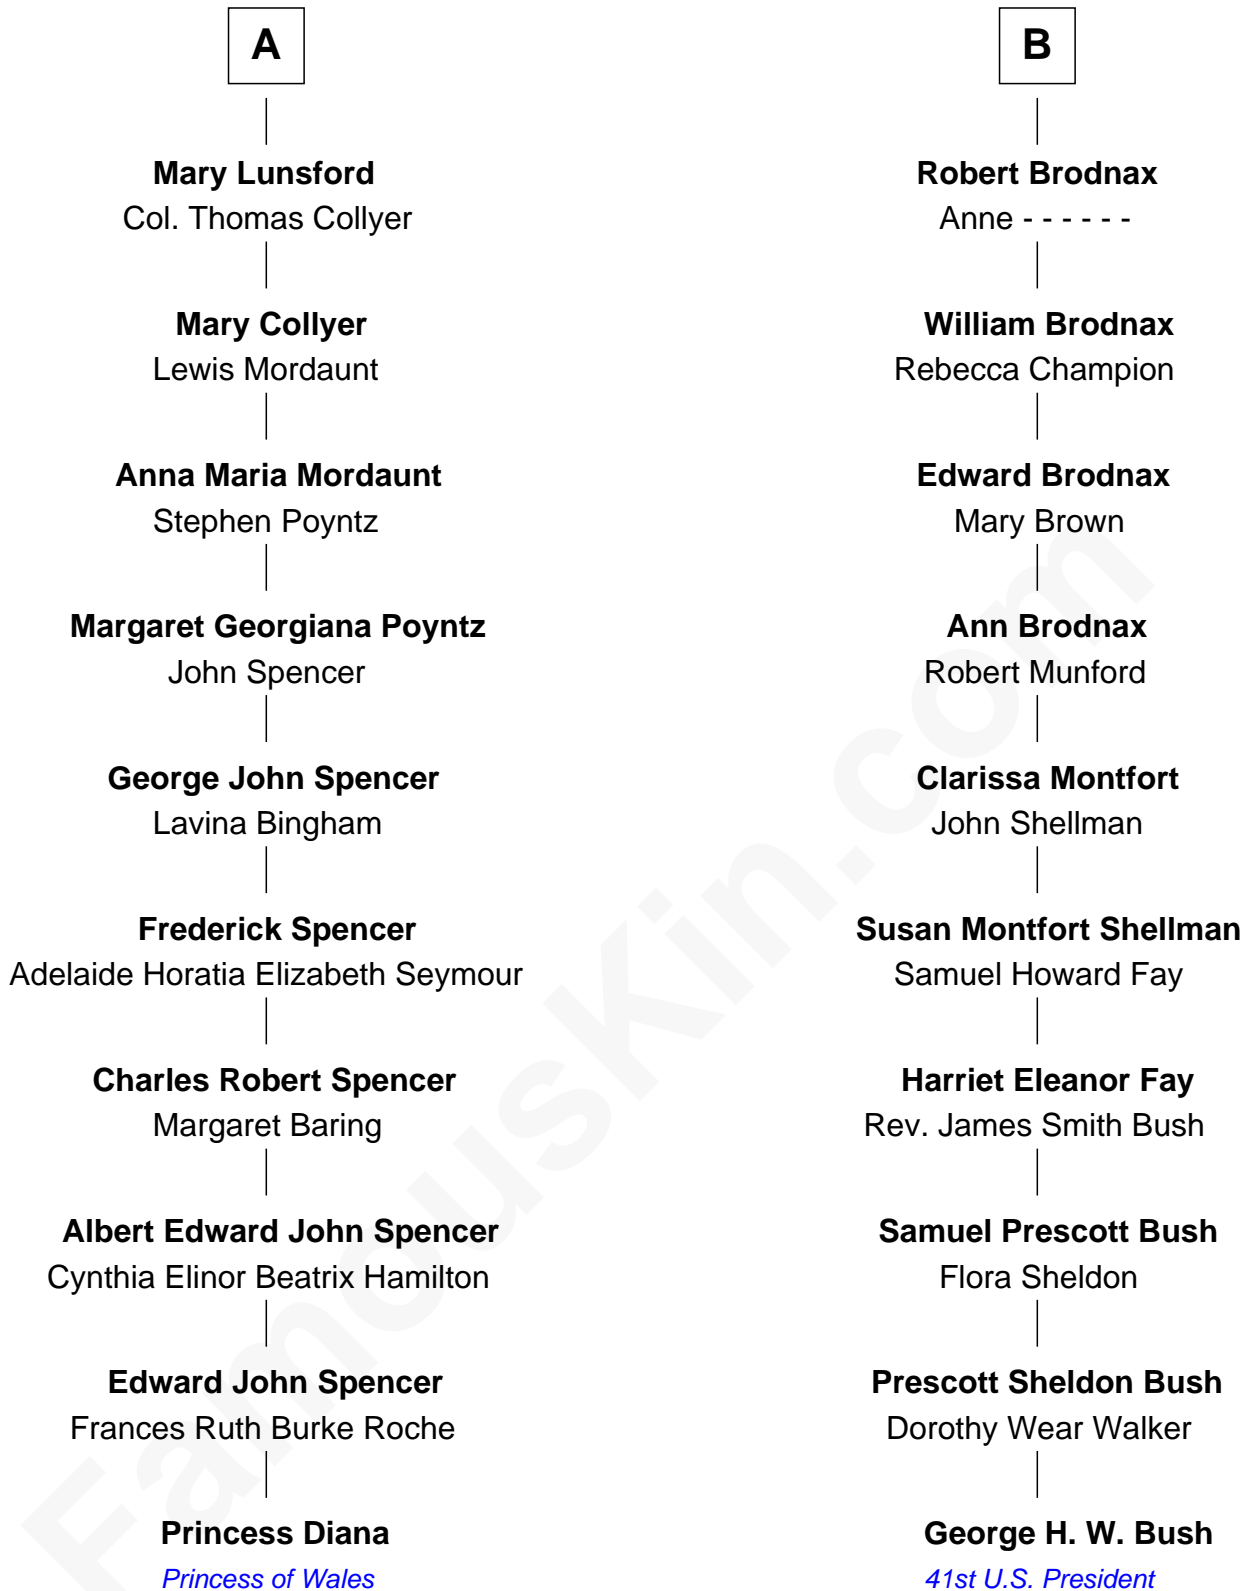 A
Mary Lunsford
Col. Thomas Collyer
Mary Collyer
Lewis Mordaunt
Anna Maria Mordaunt
Stephen Poyntz
Margaret Georgiana Poyntz
John Spencer
George John Spencer
Lavina Bingham
Frederick Spencer
Adelaide Horatia Elizabeth Seymour
Charles Robert Spencer
Margaret Baring
Albert Edward John Spencer
Cynthia Elinor Beatrix Hamilton
Edward John Spencer
Frances Ruth Burke Roche
Princess Diana
Princess of Wales
B
Robert Brodnax
Anne - - - - - -
William Brodnax
Rebecca Champion
Edward Brodnax
Mary Brown
Ann Brodnax
Robert Munford
Clarissa Montfort
John Shellman
Susan Montfort Shellman
Samuel Howard Fay
Harriet Eleanor Fay
Rev. James Smith Bush
Samuel Prescott Bush
Flora Sheldon
Prescott Sheldon Bush
Dorothy Wear Walker
George H. W. Bush
41st U.S. President
FamousKin.com